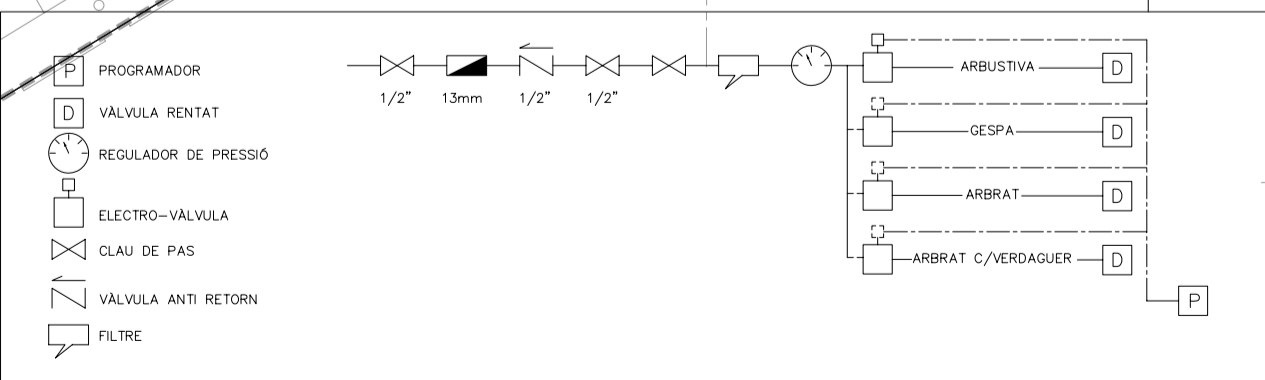 P PROGRAMADOR
D VÀLVULA RENTAT
REGULADOR DE PRESSIÓ
ELECTRO-VÀLVULA
CLAU DE PAS
VÀLVULA ANTI RETORN
FILTRE
1/2" 13mm 1/2" 1/2"
ARBUSTIVA D
GESPA D
ARBRAT D
ARBRAT C/VERDAGUER D
P